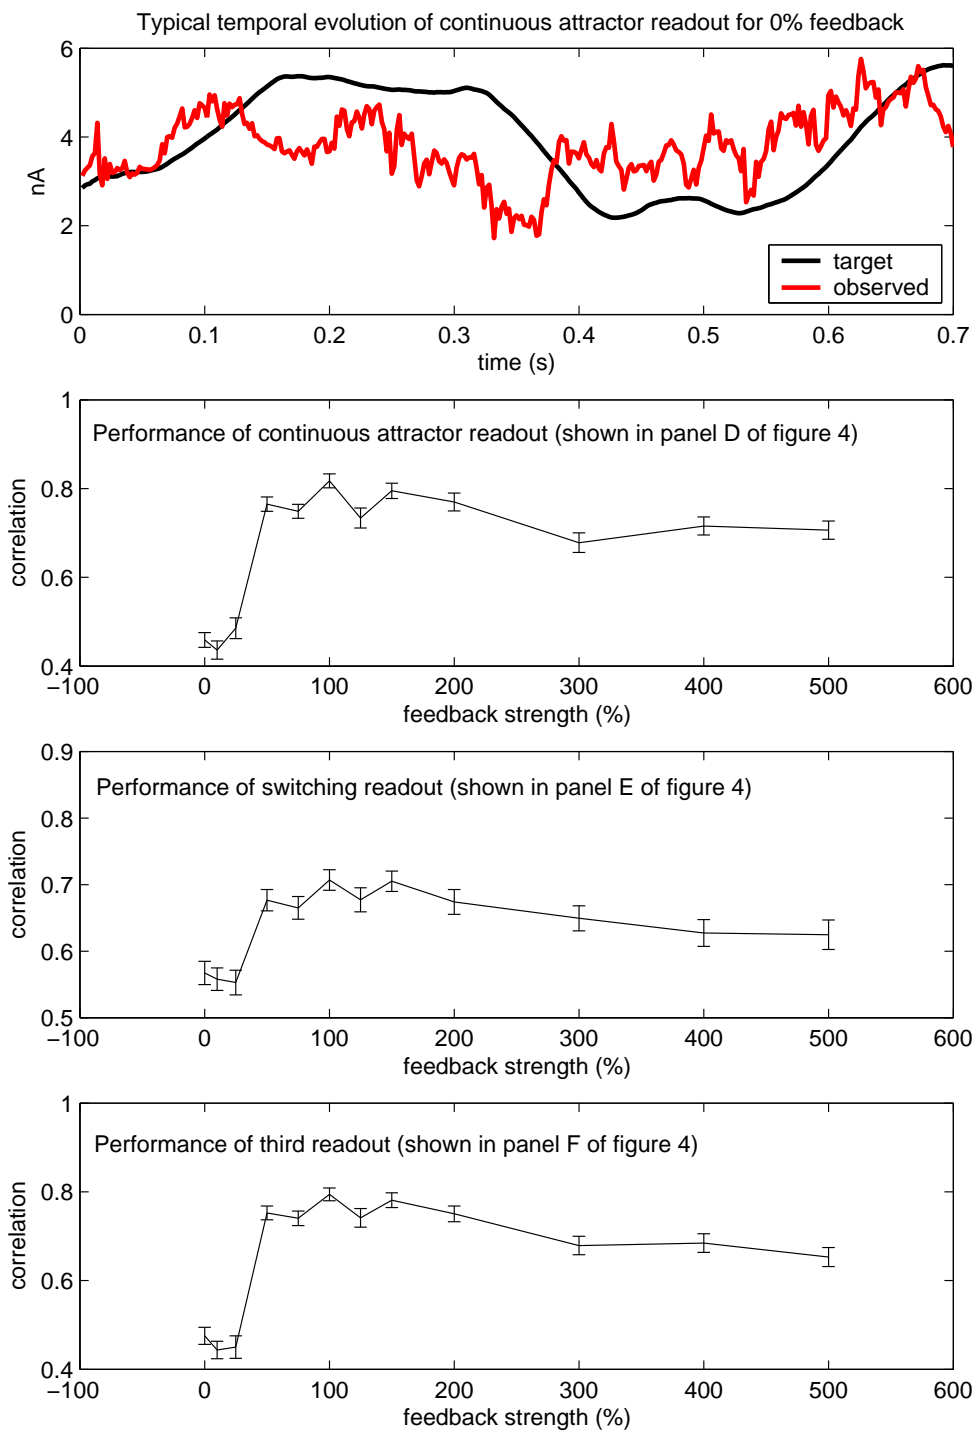 Typical temporal evolution of continuous attractor readout for 0% feedback
6
4
2
0
nA
target
observed
0 0.1 0.2 0.3 0.4 0.5 0.6 0.7
time (s)
1
0.8
0.6
0.4
correlation
Performance of continuous attractor readout (shown in panel D of figure 4)
−100 0 100 200 300 400 500 600
feedback strength (%)
0.9
0.8
0.7
0.6
0.5
correlation
Performance of switching readout (shown in panel E of figure 4)
−100 0 100 200 300 400 500 600
feedback strength (%)
1
0.8
0.6
0.4
correlation
Performance of third readout (shown in panel F of figure 4)
−100 0 100 200 300 400 500 600
feedback strength (%)